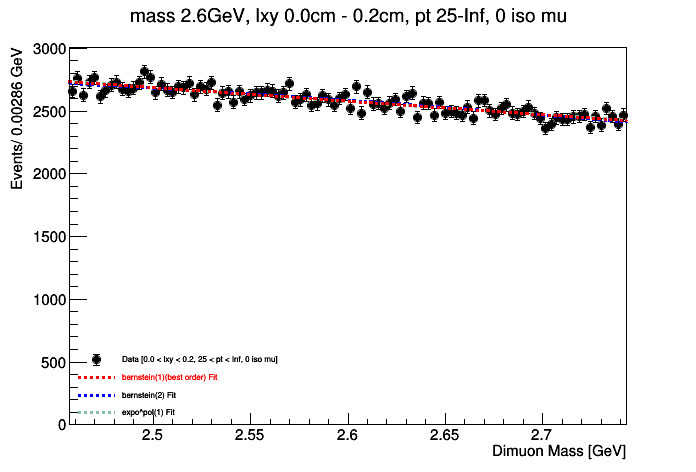 mass 2.6GeV, lxy 0.0cm - 0.2cm, pt 25-Inf, 0 iso mu
Events/ 0.00286 GeV
3000
2500
2000
1500
1000
500
0
Data [0.0 < lxy < 0.2, 25 < pt < Inf, 0 iso mu]
bernstein(1)(best order) Fit
bernstein(2) Fit
expo*pol(1) Fit
2.5
2.55
2.6
2.65
2.7
Dimuon Mass [GeV]